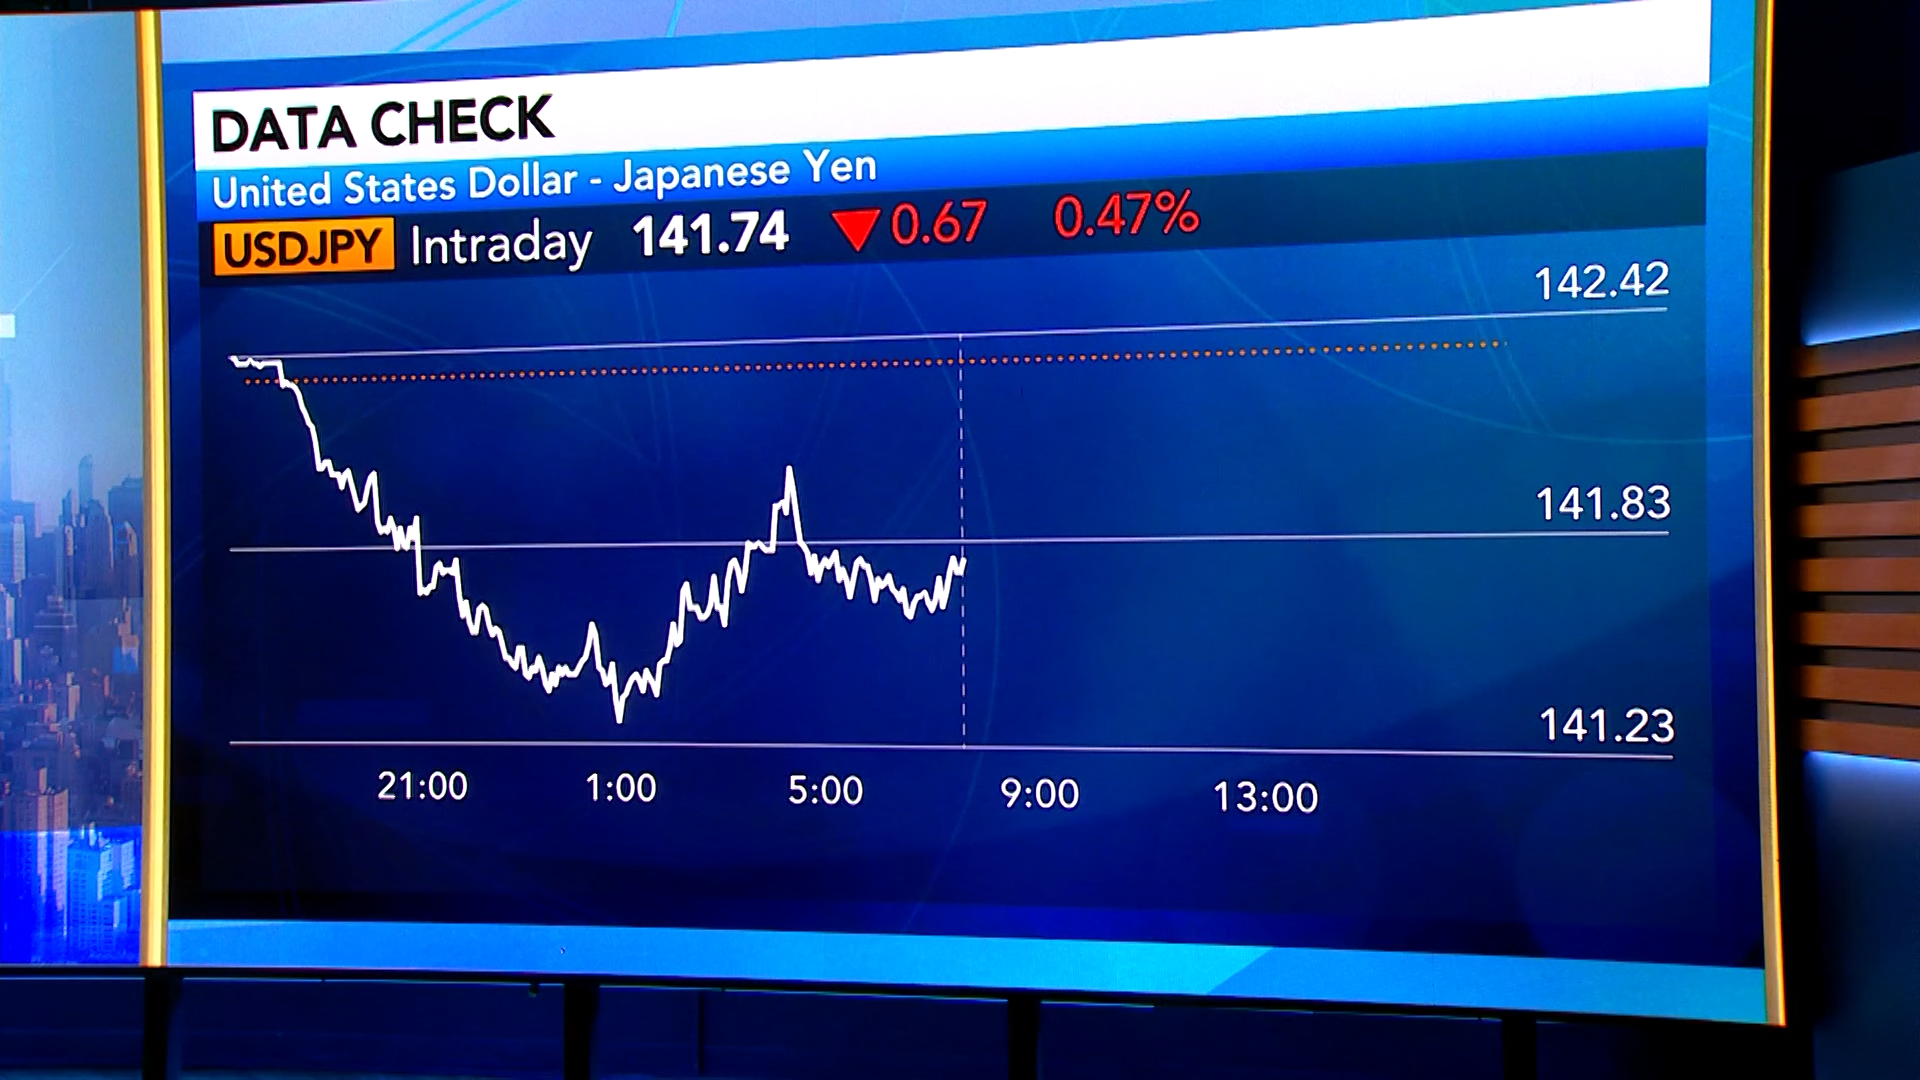 DATA CHECK
United States Dollar - Japanese Yen
USDJPY Intraday 141.74 ▼0.67 0.47%
142.42
141.83
141.23
21:00 1:00 5:00 9:00 13:00